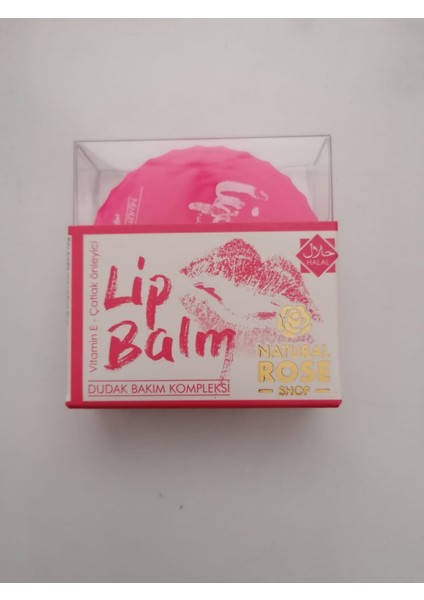 Lip
Balm
Vitamin E - Çatlak önleyici
DUDAK BAKIM KOMPLEKSİ
حلال
HALAL
NATURAL
ROSE
SHOP